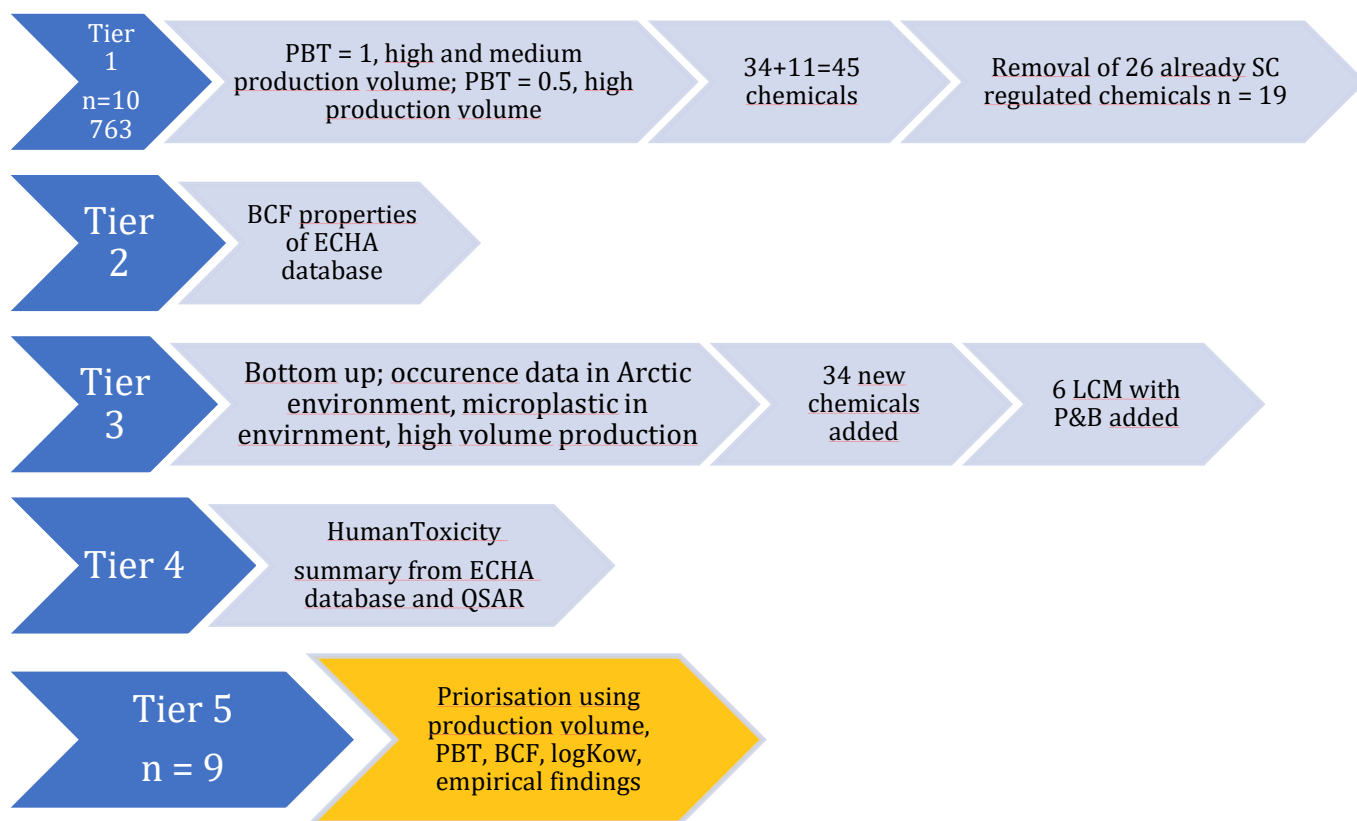 Tier
1
n=10
763
PBT = 1, high and medium
production volume; PBT = 0.5, high
production volume
34+11=45
chemicals
Removal of 26 already SC
regulated chemicals n = 19
Tier
2
BCF properties
of ECHA
database
Tier
3
Bottom up; occurence data in Arctic
environment, microplastic in
envirnment, high volume production
34 new
chemicals
added
6 LCM with
P&B added
Tier 4
HumanToxicity
summary from ECHA
database and QSAR
Tier 5
n = 9
Priorisation using
production volume,
PBT, BCF, logKow,
empirical findings